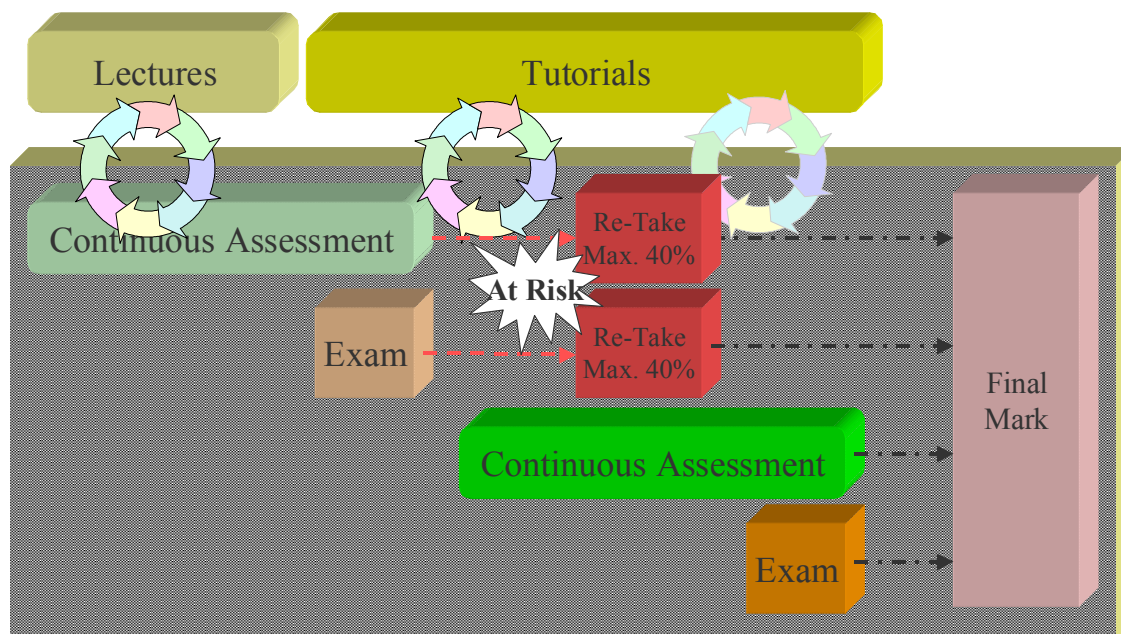 Lectures
Tutorials
Continuous Assessment
Re-Take
Max. 40%
At Risk
Exam
Re-Take
Max. 40%
Final
Mark
Continuous Assessment
Exam